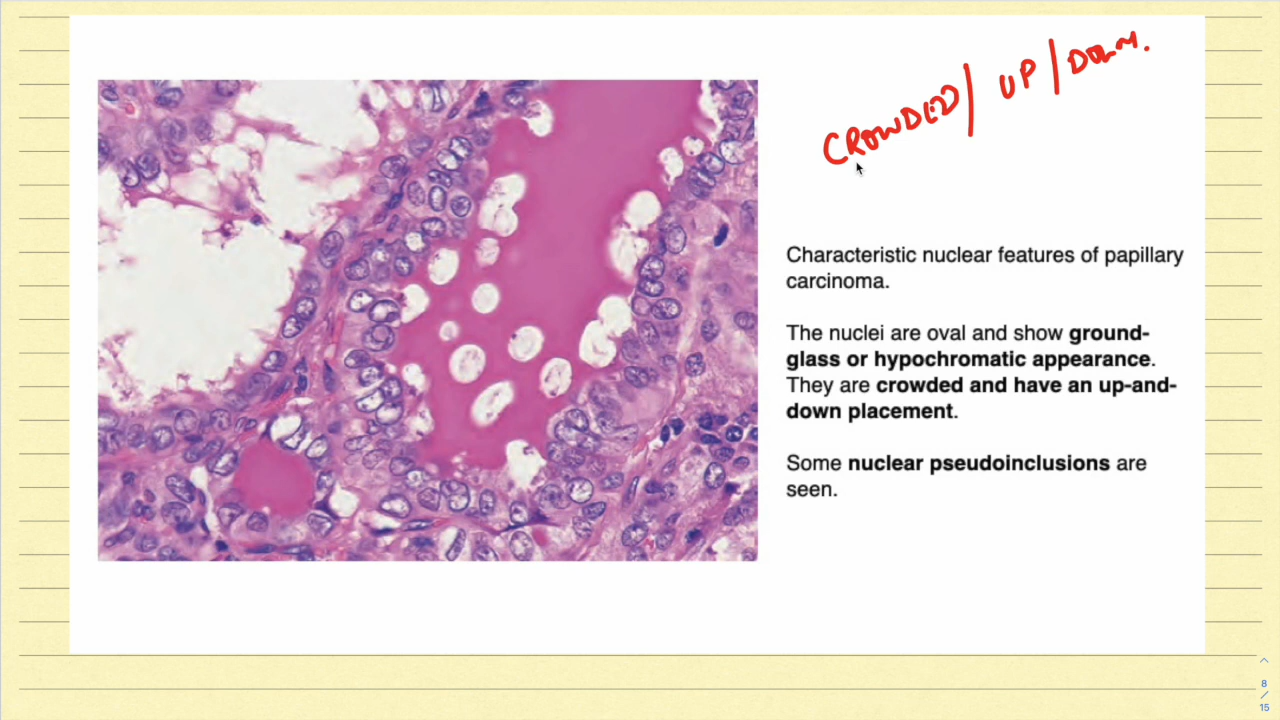 CROWDED/ UP/DOWN.
Characteristic nuclear features of papillary
carcinoma.
The nuclei are oval and show ground-
glass or hypochromatic appearance.
They are crowded and have an up-and-
down placement.
Some nuclear pseudoinclusions are
seen.
8
/
15